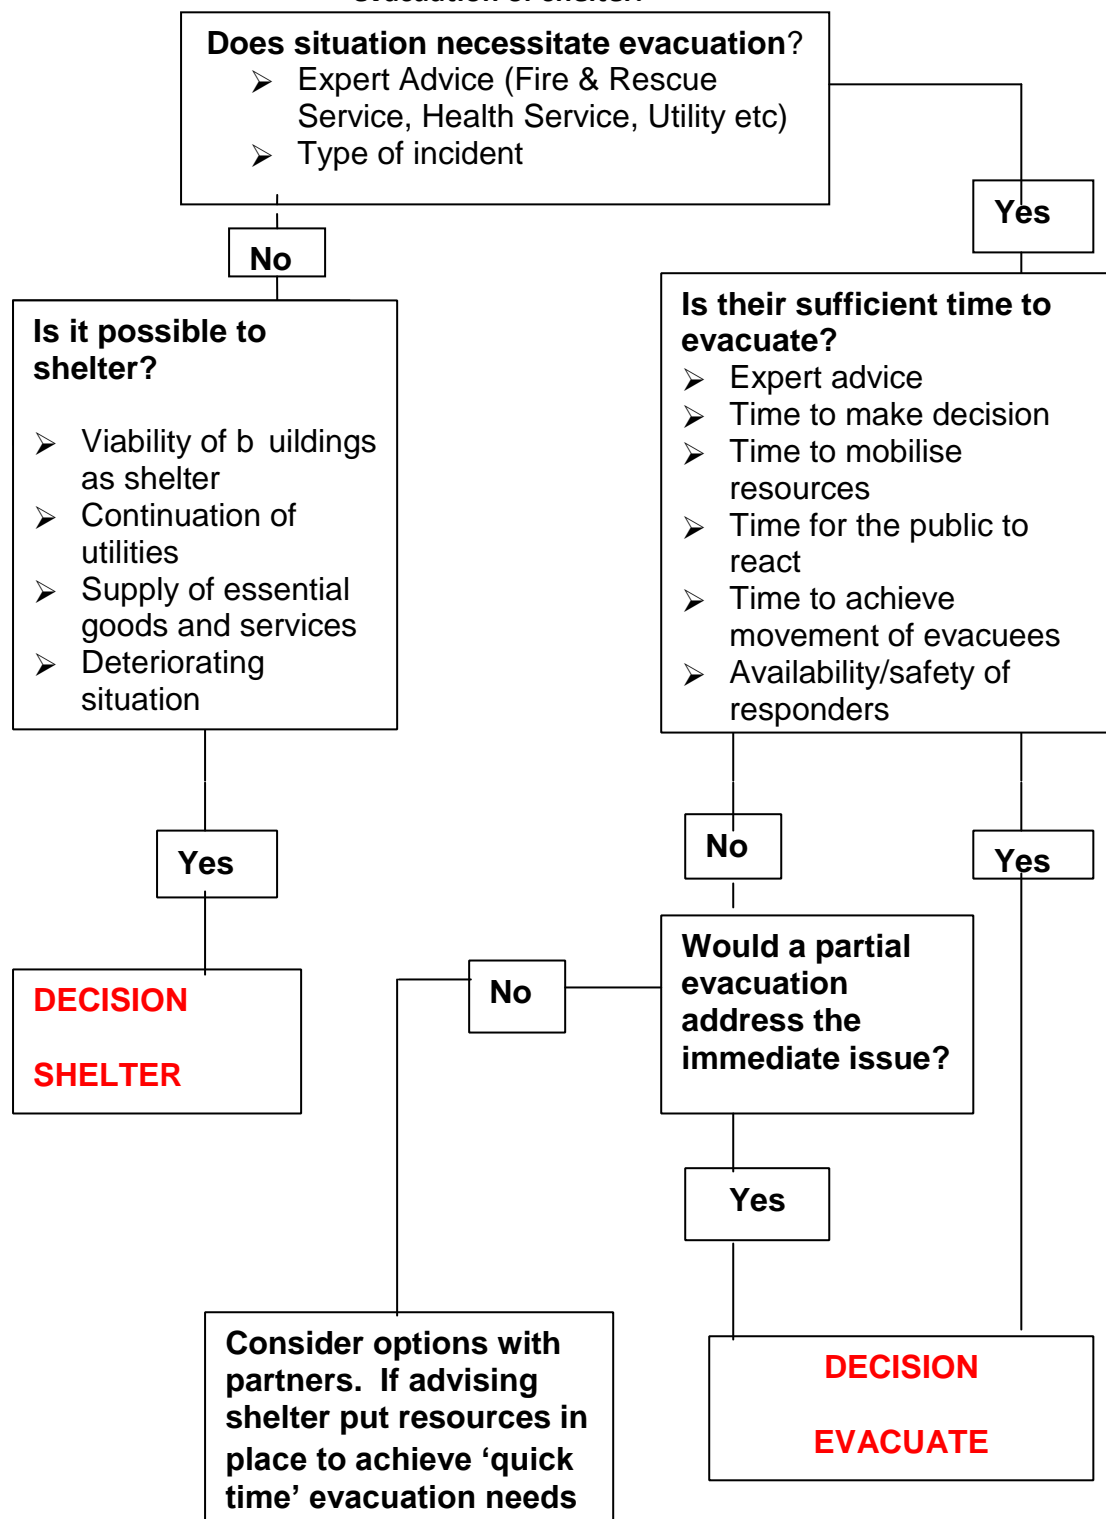 Does situation necessitate evacuation?
➢ Expert Advice (Fire & Rescue
Service, Health Service, Utility etc)
➢ Type of incident
Yes
No
Is it possible to
shelter?
➢ Viability of b uildings
as shelter
➢ Continuation of
utilities
➢ Supply of essential
goods and services
➢ Deteriorating
situation
Is their sufficient time to
evacuate?
➢ Expert advice
➢ Time to make decision
➢ Time to mobilise
resources
➢ Time for the public to
react
➢ Time to achieve
movement of evacuees
➢ Availability/safety of
responders
Yes
No
Yes
DECISION
SHELTER
No
Would a partial
evacuation
address the
immediate issue?
Yes
Consider options with
partners. If advising
shelter put resources in
place to achieve ‘quick
time’ evacuation needs
DECISION
EVACUATE